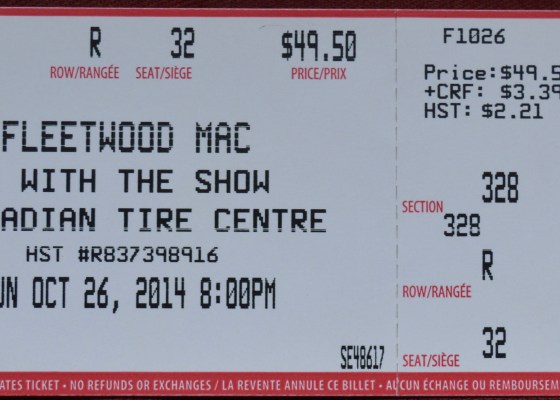 R 32 $49.50
ROW/RANGÉE SEAT/SIÈGE PRICE/PRIX
FLEETWOOD MAC
WITH THE SHOW
ADIAN TIRE CENTRE
HST #R837398916
UN OCT 26, 2014 8:00PM
SE48617
ATES TICKET • NO REFUNDS OR EXCHANGES / LA REVENTE ANNULE CE BILLET • AUCUN ÉCHANGE OU REMBOURSEM
F1026
Price:$49.5
+CRF: $3.39
HST: $2.21
SECTION 328
328
R
ROW/RANGÉE
32
SEAT/SIÈGE